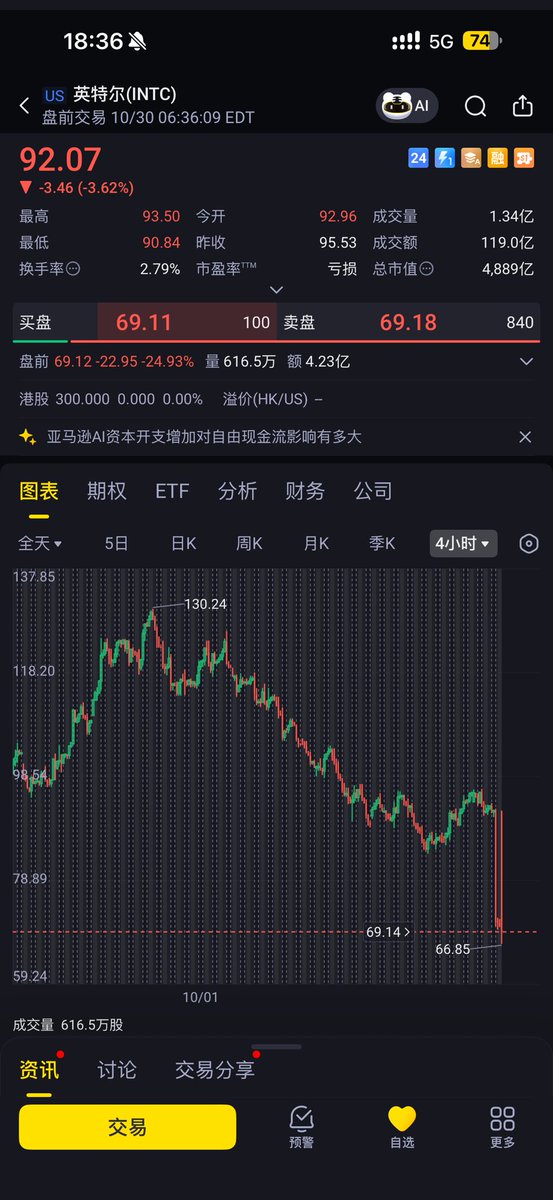 18:36 5G 74
US 英特尔(INTC) AI
盘前交易 10/30 06:36:09 EDT
92.07 24 1 A 融
-3.46 (-3.62%)
最高 93.50 今开 92.96 成交量 1.34亿
最低 90.84 昨收 95.53 成交额 119.0亿
换手率 2.79% 市盈率TTM 亏损 总市值 4,889亿
买盘 69.11 100 卖盘 69.18 840
盘前 69.12 -22.95 -24.93% 量 616.5万 额 4.23亿
港股 300.000 0.000 0.00% 溢价(HK/US) --
亚马逊AI资本开支增加对自由现金流影响有多大
图表 期权 ETF 分析 财务 公司
全天 5日 日K 周K 月K 季K 4小时
137.85
130.24
118.20
98.54
78.89
69.14
66.85
59.24
10/01
成交量 616.5万股
资讯 讨论 交易分享
交易 预警 自选 更多